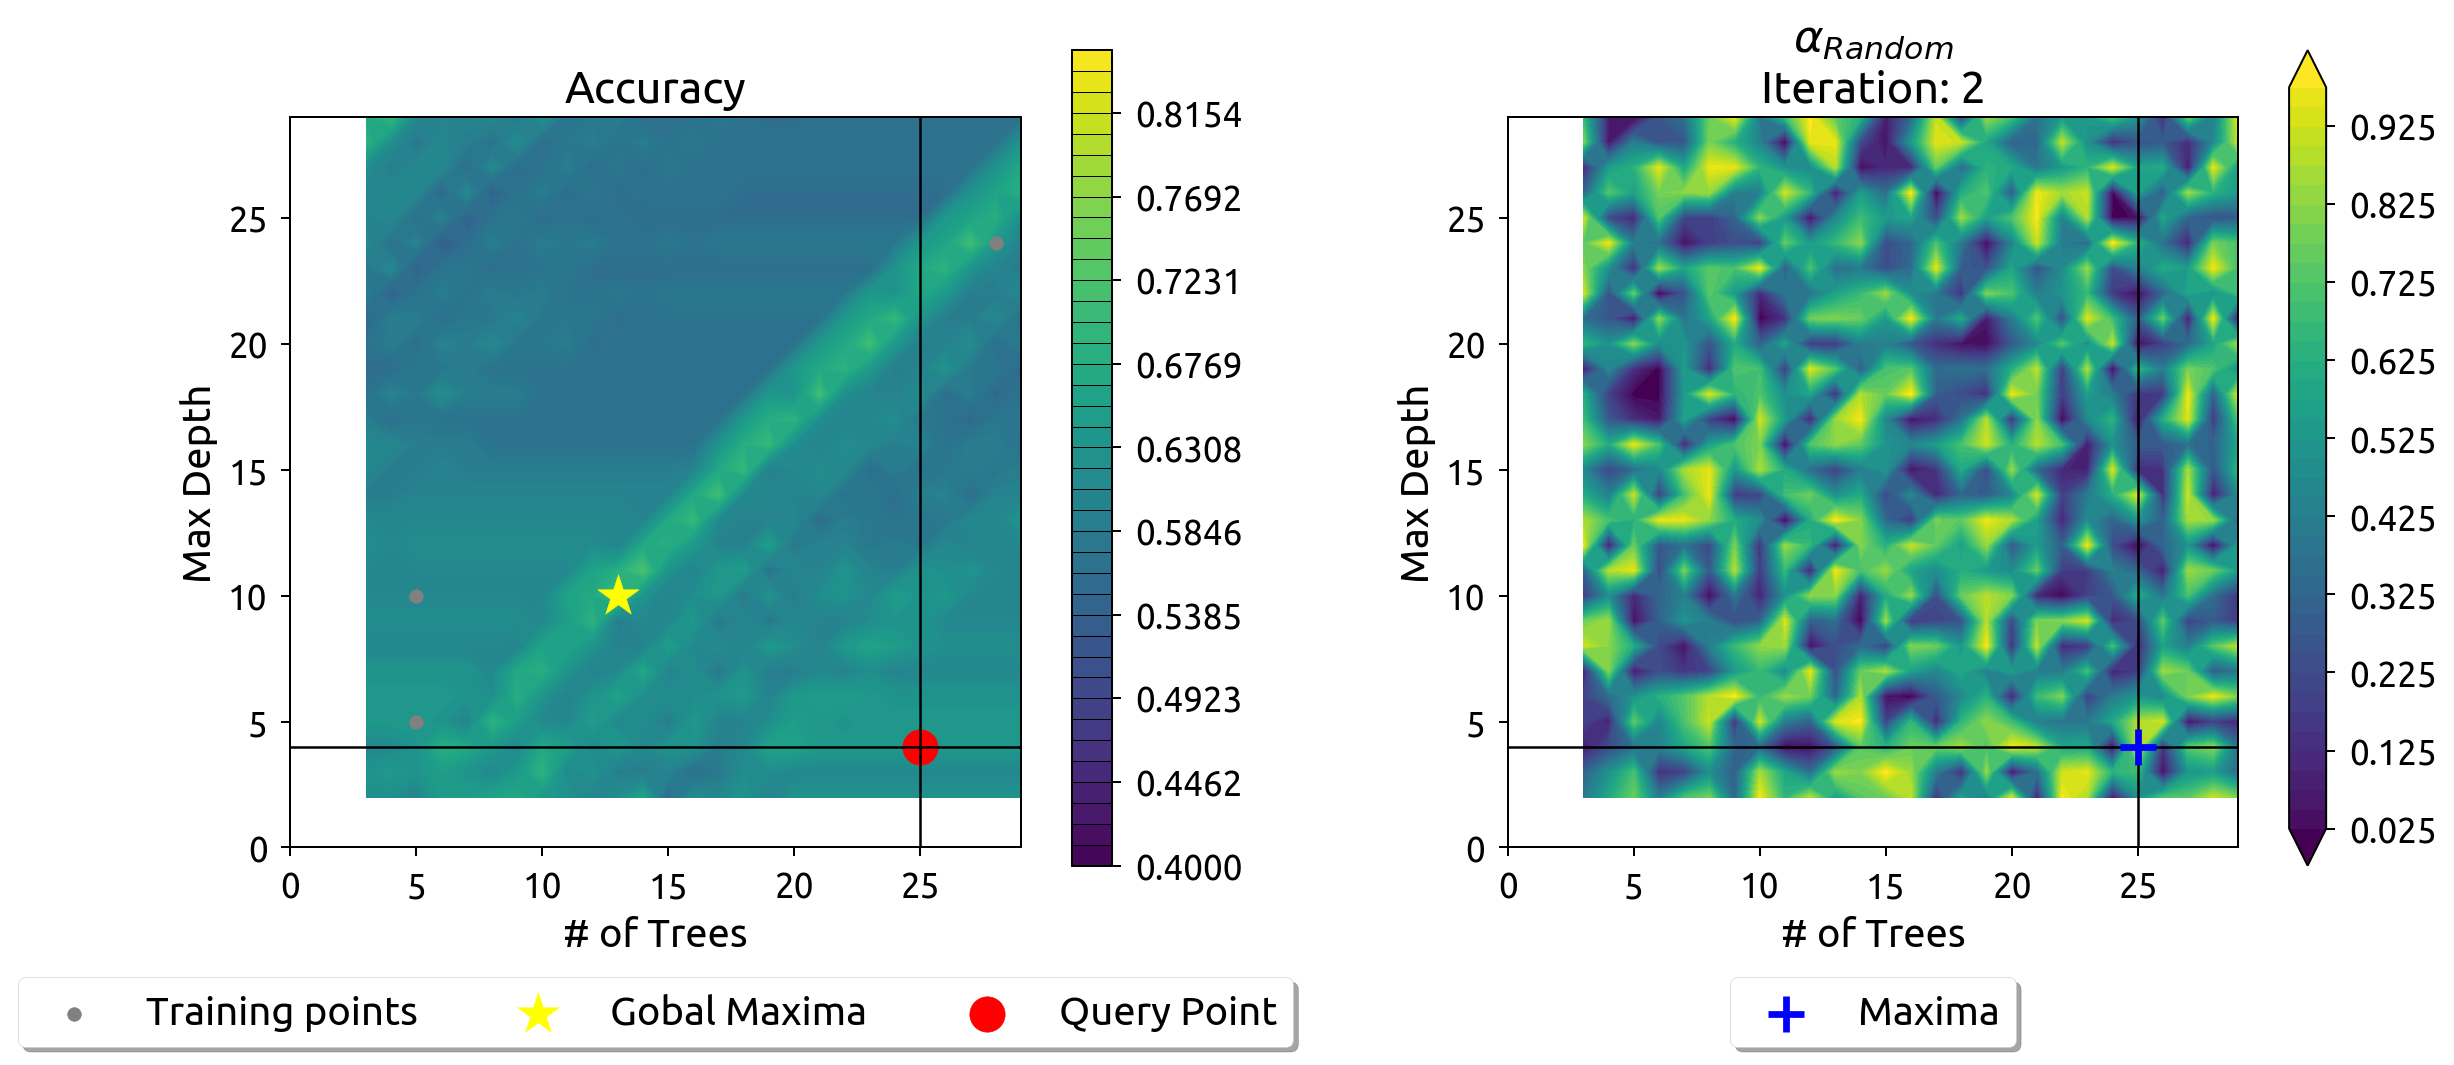 Accuracy
Max Depth
25
20
15
10
5
0
0 5 10 15 20 25
# of Trees
0.8154
0.7692
0.7231
0.6769
0.6308
0.5846
0.5385
0.4923
0.4462
0.4000
Training points Gobal Maxima Query Point
α_Random
Iteration: 2
Max Depth
25
20
15
10
5
0
0 5 10 15 20 25
# of Trees
0.925
0.825
0.725
0.625
0.525
0.425
0.325
0.225
0.125
0.025
Maxima